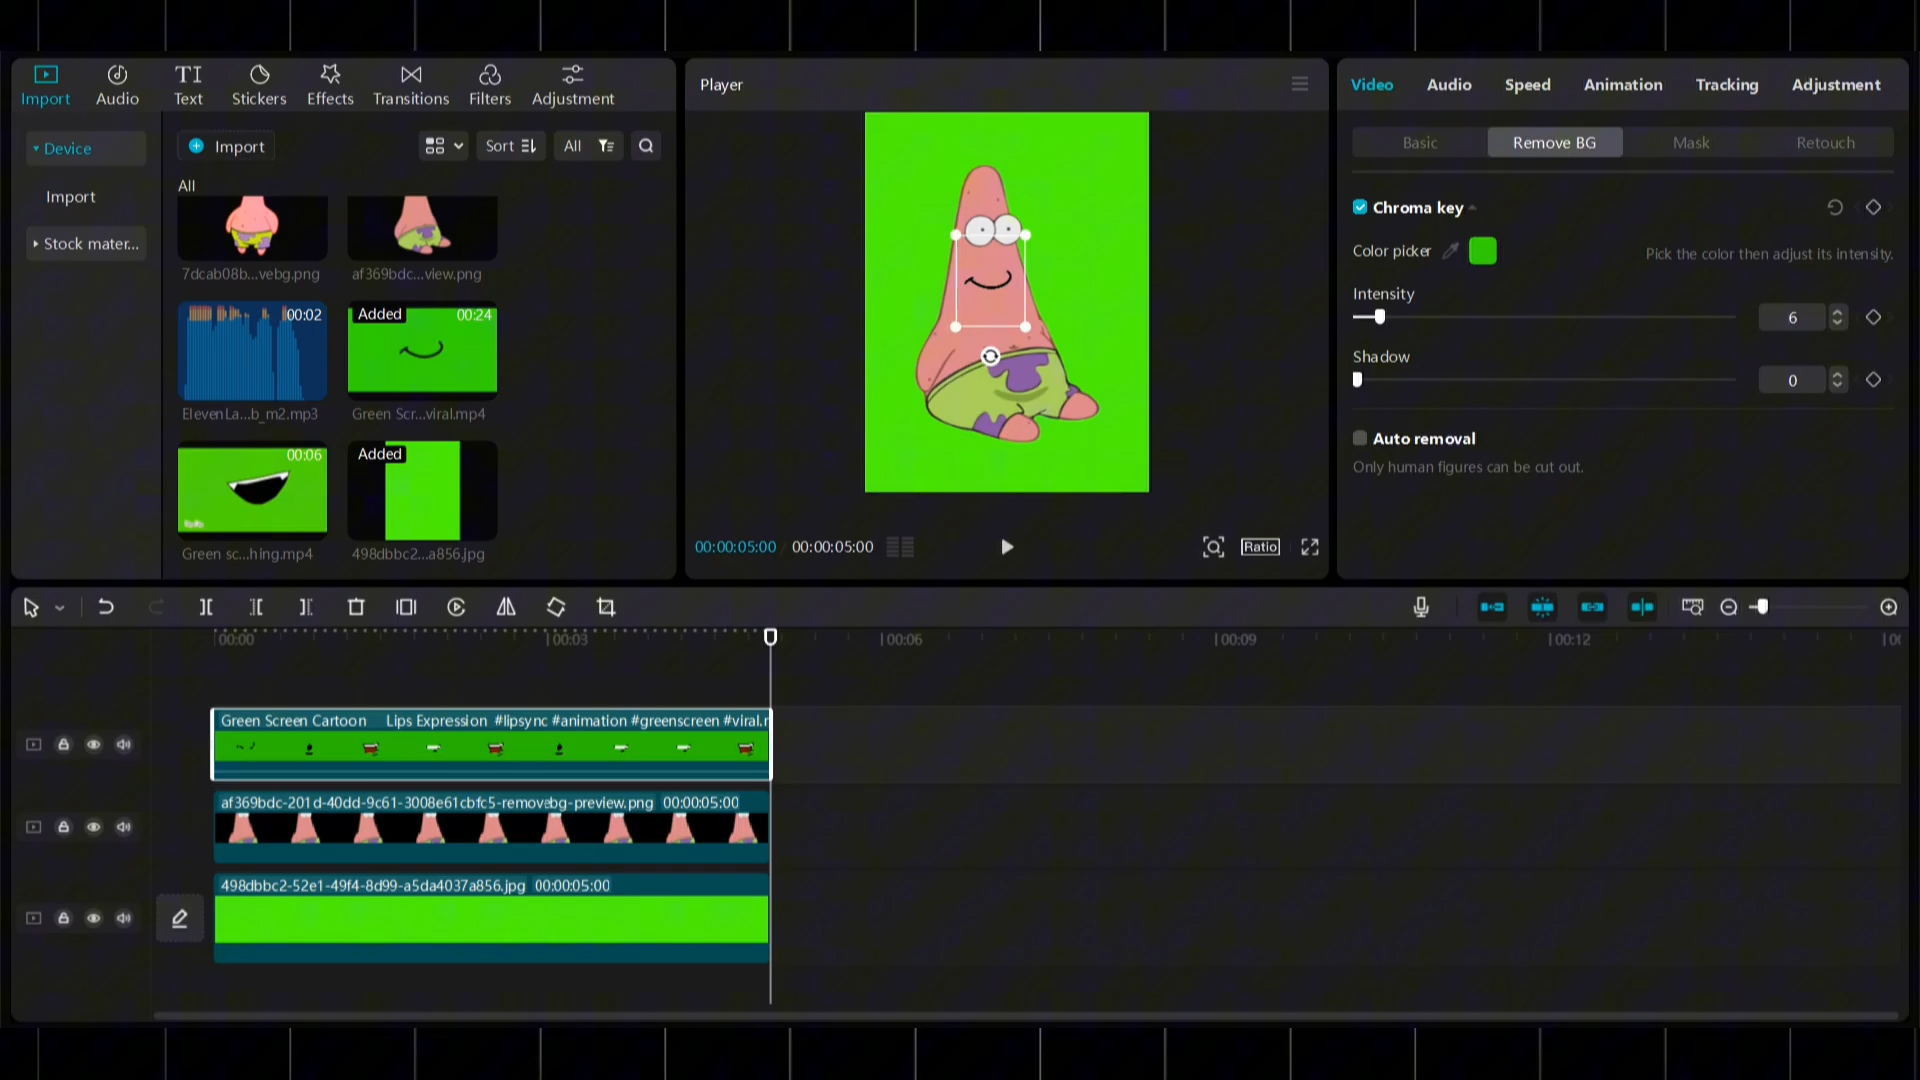 Import
Audio
TI
Text
Stickers
Effects
Transitions
Filters
Adjustment
Device
Import
Stock mater...
Import
Sort
All
All
7dcab08b...vebg.png
af369bdc...view.png
00:02
Added
00:24
ElevenLa...b_m2.mp3
Green Scr...viral.mp4
00:06
Added
Green sc...hing.mp4
498dbbc2...a856.jpg
Player
00:00:05:00
00:00:05:00
Ratio
Video
Audio
Speed
Animation
Tracking
Adjustment
Basic
Remove BG
Mask
Retouch
Chroma key
Color picker
Pick the color then adjust its intensity.
Intensity
6
Shadow
0
Auto removal
Only human figures can be cut out.
00:00
00:03
00:06
00:09
00:12
Green Screen Cartoon Lips Expression #lipsync #animation #greenscreen #viral.
af369bdc-201d-40dd-9c61-3008e61cbfc5-removebg-preview.png 00:00:05:00
498dbbc2-52e1-49f4-8d99-a5da4037a856.jpg 00:00:05:00